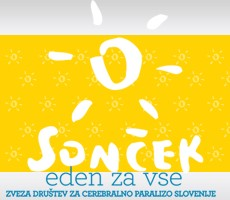 SONČEK
eden za vse
ZVEZA DRUŠTEV ZA CEREBRALNO PARALIZO SLOVENIJE